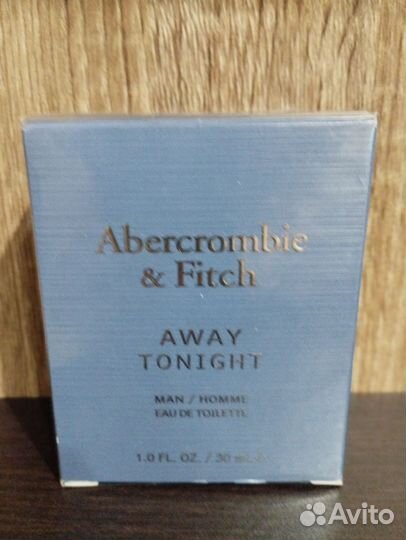 Abercrombie
& Fitch
AWAY
TONIGHT
MAN / HOMME
EAU DE TOILETTE
1.0 FL. OZ. / 30 mL
Avito